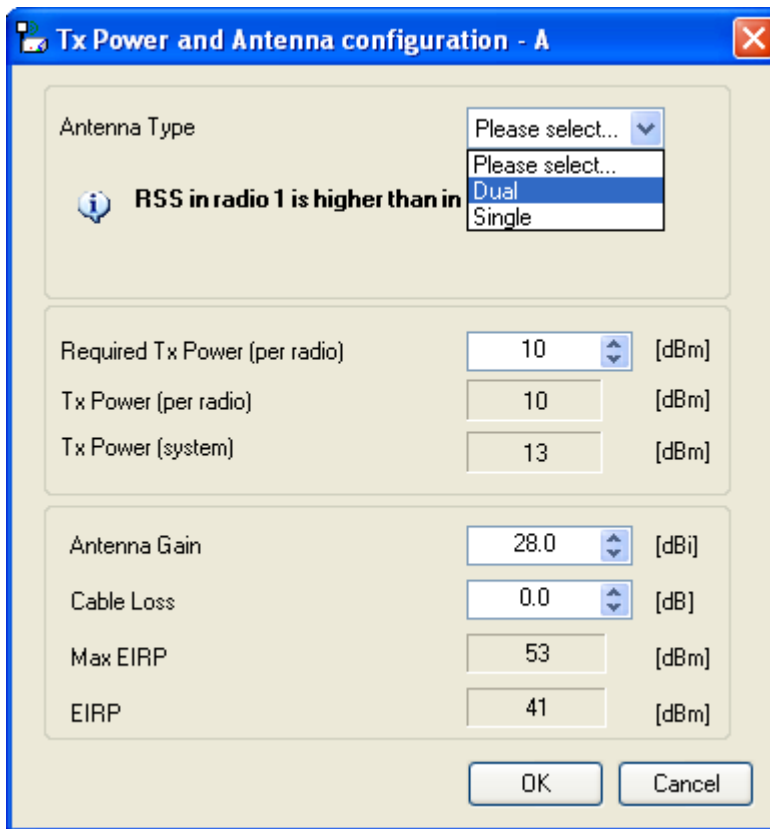 Tx Power and Antenna configuration - A
Antenna Type
Please select...
Please select...
Dual
Single
RSS in radio 1 is higher than in
Required Tx Power (per radio) 10 [dBm]
Tx Power (per radio) 10 [dBm]
Tx Power (system) 13 [dBm]
Antenna Gain 28.0 [dBi]
Cable Loss 0.0 [dB]
Max EIRP 53 [dBm]
EIRP 41 [dBm]
OK Cancel